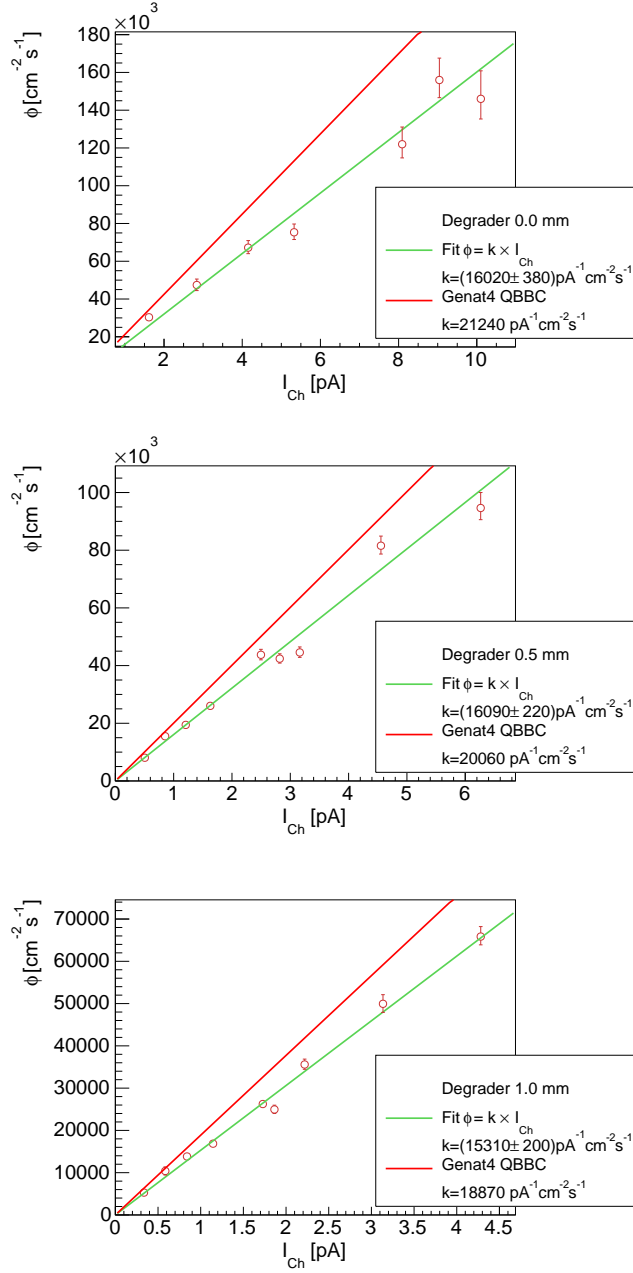 ×10³
ϕ [cm⁻² s⁻¹]
180
160
140
120
100
80
60
40
20
Degrader 0.0 mm
Fit ϕ= k × I_Ch
k=(16020± 380)pA⁻¹cm⁻²s⁻¹
Genat4 QBBC
k=21240 pA⁻¹cm⁻²s⁻¹
2 4 6 8 10
I_Ch [pA]
×10³
ϕ [cm⁻² s⁻¹]
100
80
60
40
20
0
Degrader 0.5 mm
Fit ϕ= k × I_Ch
k=(16090± 220)pA⁻¹cm⁻²s⁻¹
Genat4 QBBC
k=20060 pA⁻¹cm⁻²s⁻¹
0 1 2 3 4 5 6
I_Ch [pA]
ϕ [cm⁻² s⁻¹]
70000
60000
50000
40000
30000
20000
10000
0
Degrader 1.0 mm
Fit ϕ= k × I_Ch
k=(15310± 200)pA⁻¹cm⁻²s⁻¹
Genat4 QBBC
k=18870 pA⁻¹cm⁻²s⁻¹
0 0.5 1 1.5 2 2.5 3 3.5 4 4.5
I_Ch [pA]